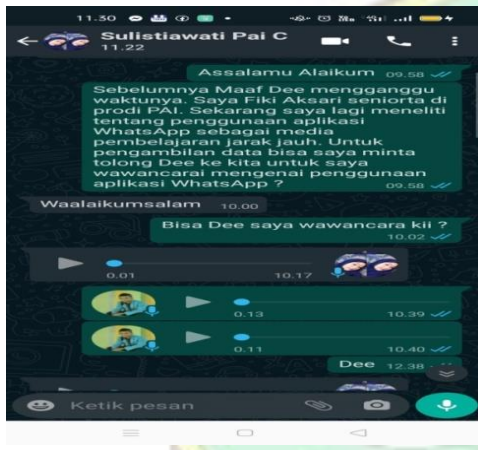 11.30
Sulistiawati Pai C
11.22
Assalamu Alaikum 09.58
Sebelumnya Maaf Dee mengganggu
waktunya. Saya Fiki Aksari seniorta di
prodi PAI. Sekarang saya lagi meneliti
tentang penggunaan aplikasi
WhatsApp sebagai media
pembelajaran jarak jauh. Untuk
pengambilan data bisa saya minta
tolong Dee ke kita untuk saya
wawancarai mengenai penggunaan
aplikasi WhatsApp ? 09.58
Waalaikumsalam 10.00
Bisa Dee saya wawancara kii ?
10.02
0.01 10.17
0.13 10.39
0.11 10.40
Dee 12.38
Ketik pesan